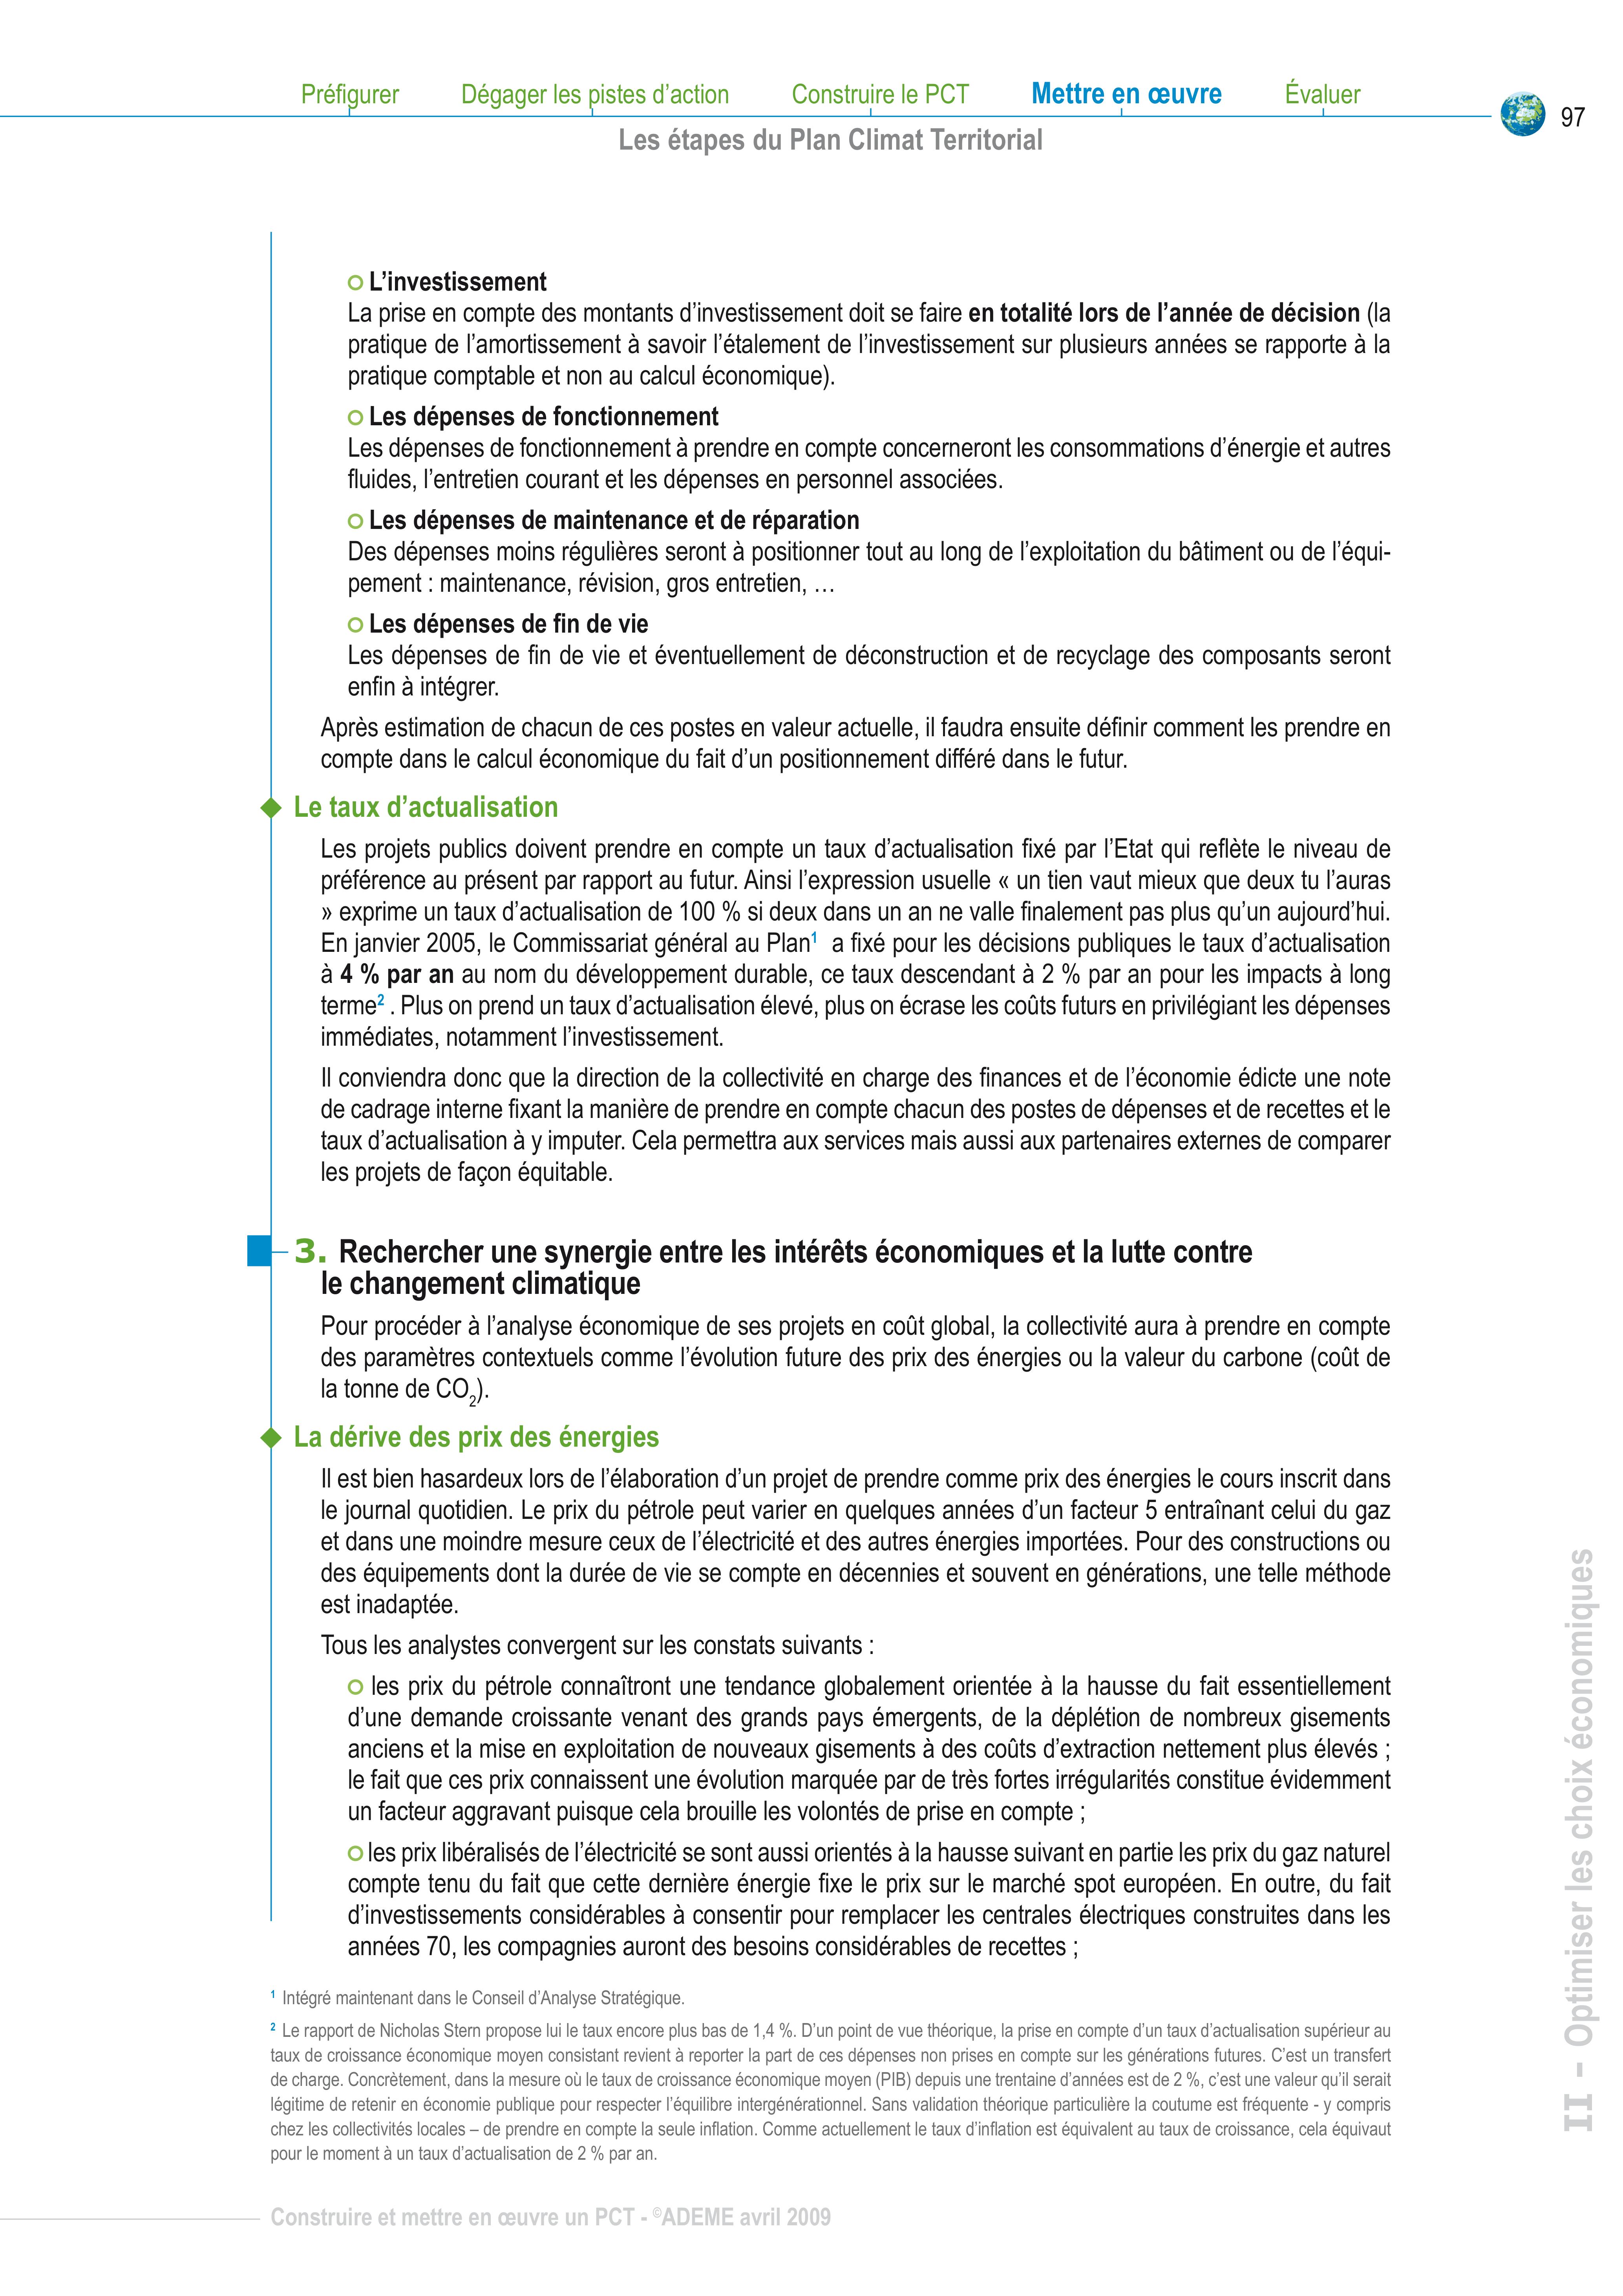 Préfigurer Dégager les pistes d’action Construire le PCT Mettre en œuvre Évaluer
97
Les étapes du Plan Climat Territorial
L’investissement
La prise en compte des montants d’investissement doit se faire en totalité lors de l’année de décision (la
pratique de l’amortissement à savoir l’étalement de l’investissement sur plusieurs années se rapporte à la
pratique comptable et non au calcul économique).
Les dépenses de fonctionnement
Les dépenses de fonctionnement à prendre en compte concerneront les consommations d’énergie et autres
fluides, l’entretien courant et les dépenses en personnel associées.
Les dépenses de maintenance et de réparation
Des dépenses moins régulières seront à positionner tout au long de l’exploitation du bâtiment ou de l’équi-
pement : maintenance, révision, gros entretien, …
Les dépenses de fin de vie
Les dépenses de fin de vie et éventuellement de déconstruction et de recyclage des composants seront
enfin à intégrer.
Après estimation de chacun de ces postes en valeur actuelle, il faudra ensuite définir comment les prendre en
compte dans le calcul économique du fait d’un positionnement différé dans le futur.
Le taux d’actualisation
Les projets publics doivent prendre en compte un taux d’actualisation fixé par l’Etat qui reflète le niveau de
préférence au présent par rapport au futur. Ainsi l’expression usuelle « un tien vaut mieux que deux tu l’auras
» exprime un taux d’actualisation de 100 % si deux dans un an ne valle finalement pas plus qu’un aujourd’hui.
En janvier 2005, le Commissariat général au Plan1 a fixé pour les décisions publiques le taux d’actualisation
à 4 % par an au nom du développement durable, ce taux descendant à 2 % par an pour les impacts à long
terme2 . Plus on prend un taux d’actualisation élevé, plus on écrase les coûts futurs en privilégiant les dépenses
immédiates, notamment l’investissement.
Il conviendra donc que la direction de la collectivité en charge des finances et de l’économie édicte une note
de cadrage interne fixant la manière de prendre en compte chacun des postes de dépenses et de recettes et le
taux d’actualisation à y imputer. Cela permettra aux services mais aussi aux partenaires externes de comparer
les projets de façon équitable.
3. Rechercher une synergie entre les intérêts économiques et la lutte contre
le changement climatique
Pour procéder à l’analyse économique de ses projets en coût global, la collectivité aura à prendre en compte
des paramètres contextuels comme l’évolution future des prix des énergies ou la valeur du carbone (coût de
la tonne de CO2).
La dérive des prix des énergies
Il est bien hasardeux lors de l’élaboration d’un projet de prendre comme prix des énergies le cours inscrit dans
le journal quotidien. Le prix du pétrole peut varier en quelques années d’un facteur 5 entraînant celui du gaz
et dans une moindre mesure ceux de l’électricité et des autres énergies importées. Pour des constructions ou
des équipements dont la durée de vie se compte en décennies et souvent en générations, une telle méthode
est inadaptée.
Tous les analystes convergent sur les constats suivants :
les prix du pétrole connaîtront une tendance globalement orientée à la hausse du fait essentiellement
d’une demande croissante venant des grands pays émergents, de la déplétion de nombreux gisements
anciens et la mise en exploitation de nouveaux gisements à des coûts d’extraction nettement plus élevés ;
le fait que ces prix connaissent une évolution marquée par de très fortes irrégularités constitue évidemment
un facteur aggravant puisque cela brouille les volontés de prise en compte ;
les prix libéralisés de l’électricité se sont aussi orientés à la hausse suivant en partie les prix du gaz naturel
compte tenu du fait que cette dernière énergie fixe le prix sur le marché spot européen. En outre, du fait
d’investissements considérables à consentir pour remplacer les centrales électriques construites dans les
années 70, les compagnies auront des besoins considérables de recettes ;
1 Intégré maintenant dans le Conseil d’Analyse Stratégique.
2 Le rapport de Nicholas Stern propose lui le taux encore plus bas de 1,4 %. D’un point de vue théorique, la prise en compte d’un taux d’actualisation supérieur au
taux de croissance économique moyen consistant revient à reporter la part de ces dépenses non prises en compte sur les générations futures. C’est un transfert
de charge. Concrètement, dans la mesure où le taux de croissance économique moyen (PIB) depuis une trentaine d’années est de 2 %, c’est une valeur qu’il serait
légitime de retenir en économie publique pour respecter l’équilibre intergénérationnel. Sans validation théorique particulière la coutume est fréquente - y compris
chez les collectivités locales – de prendre en compte la seule inflation. Comme actuellement le taux d’inflation est équivalent au taux de croissance, cela équivaut
pour le moment à un taux d’actualisation de 2 % par an.
Construire et mettre en œuvre un PCT - ©ADEME avril 2009
II - Optimiser les choix économiques